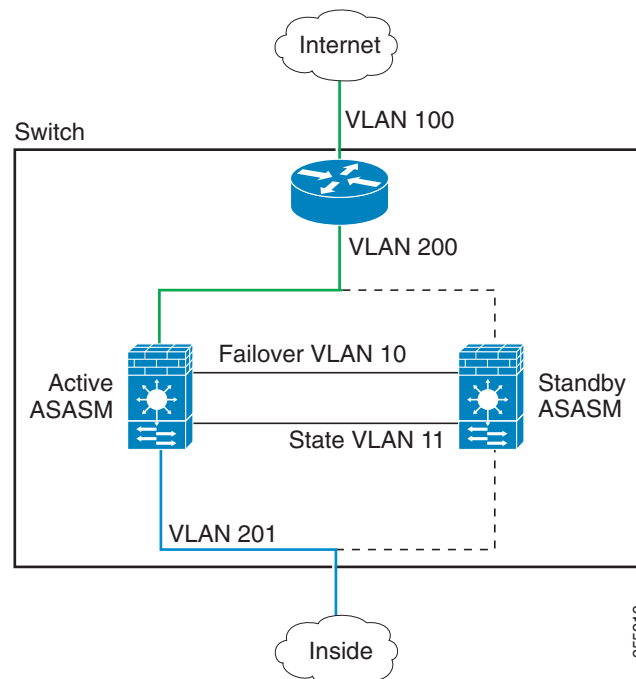 Internet
VLAN 100
Switch
VLAN 200
Failover VLAN 10
Active
ASASM
Standby
ASASM
State VLAN 11
VLAN 201
Inside